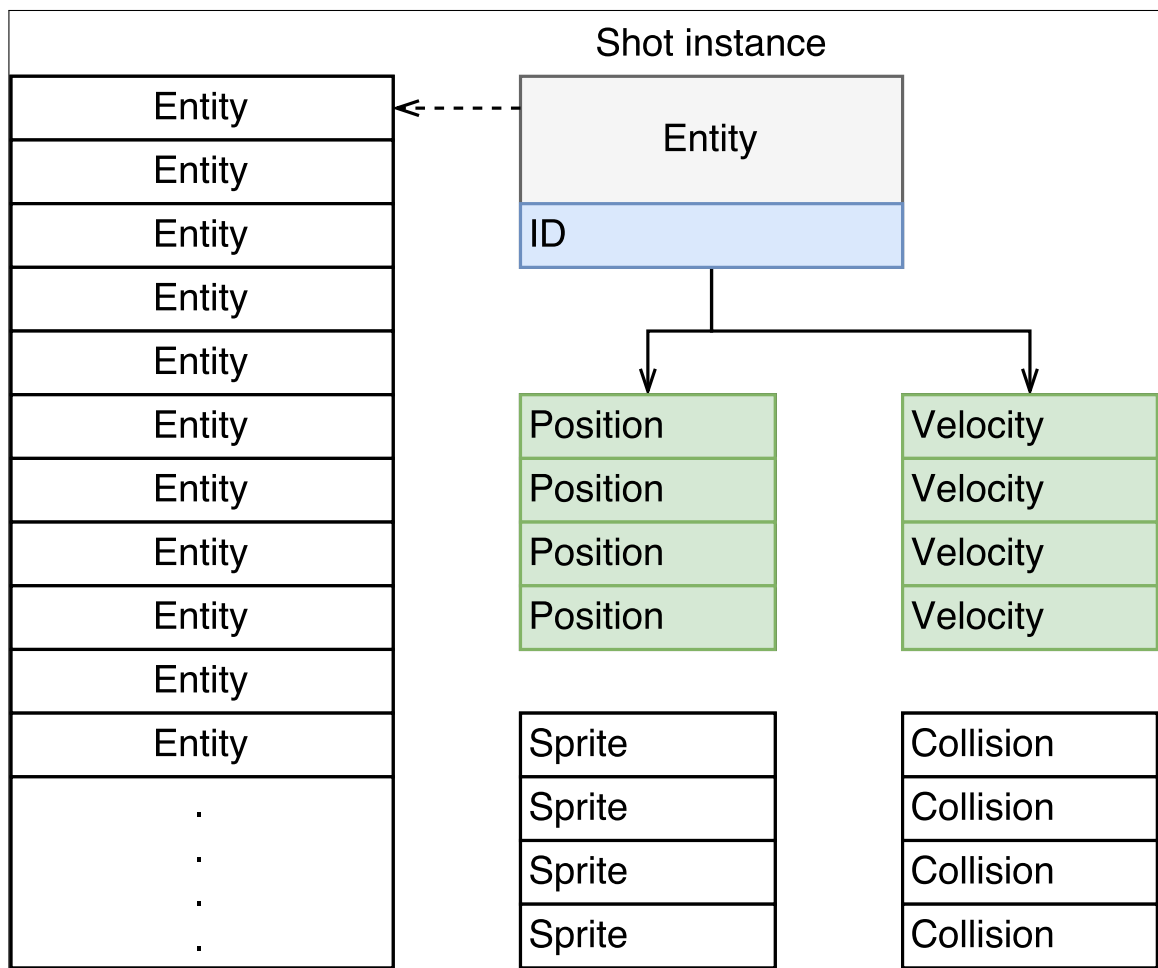 Shot instance
Entity
Entity
Entity
Entity
Entity
Entity
Entity
Entity
Entity
Entity
Entity
.
.
.
.
Entity
ID
Position
Position
Position
Position
Velocity
Velocity
Velocity
Velocity
Sprite
Sprite
Sprite
Sprite
Collision
Collision
Collision
Collision